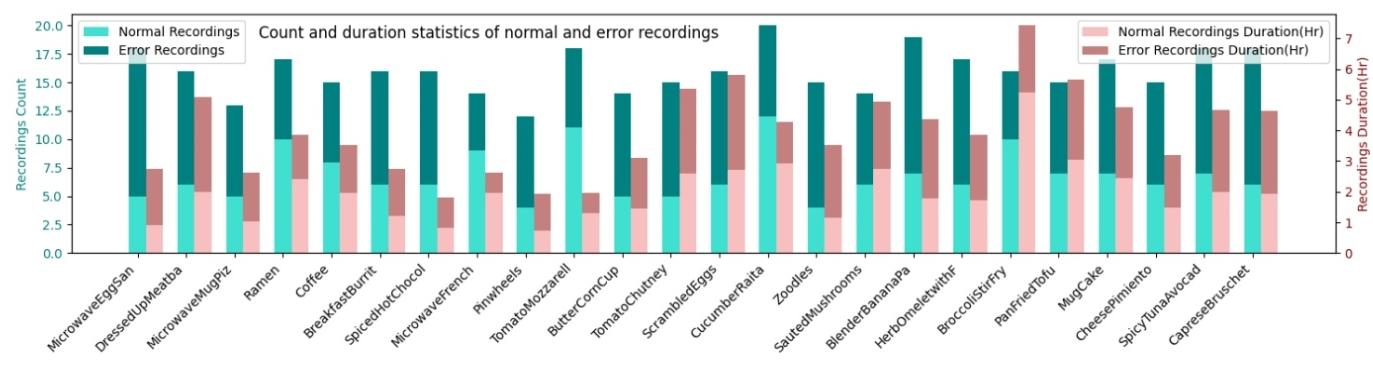 Count and duration statistics of normal and error recordings
Normal Recordings
Error Recordings
Normal Recordings Duration(Hr)
Error Recordings Duration(Hr)
Recordings Count
20.0
17.5
15.0
12.5
10.0
7.5
5.0
2.5
0.0
Recordings Duration(Hr)
7
6
5
4
3
2
1
0
MicrowaveEggSan
DressedUpMeatba
MicrowaveMugPiz
Ramen
Coffee
BreakfastBurrit
SpicedHotChocol
MicrowaveFrench
Pinwheels
TomatoMozzarell
ButterCornCup
TomatoChutney
ScrambledEggs
CucumberRaita
Zoodles
SautedMushrooms
BlenderBananaPa
HerbOmeletwithF
BroccoliStirFry
PanFriedTofu
MugCake
CheesePimiento
SpicyTunaAvocad
CapreseBruschet